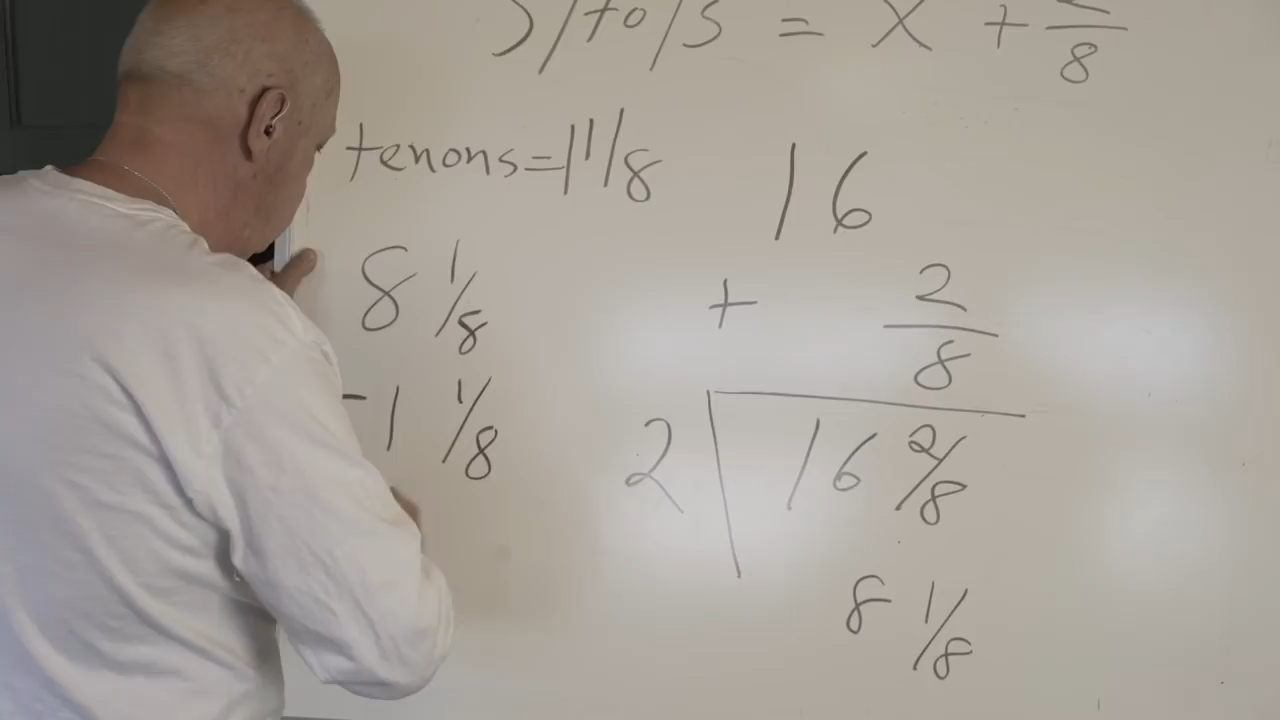 = X + /8
tenons=1 1/8
16
+ 2/8
8 1/8
-1 1/8
2 16 2/8
8 1/8